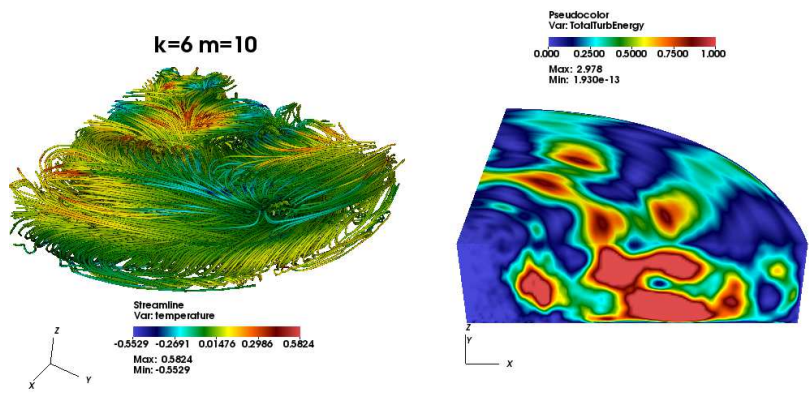 k=6 m=10
Streamline
Var: temperature
-0.5529 -0.2691 0.01476 0.2986 0.5824
Max: 0.5824
Min: -0.5529
Z
X
Y
Pseudocolor
Var: TotalTurbEnergy
0.000 0.2500 0.5000 0.7500 1.000
Max: 2.978
Min: 1.930e-13
Z
Y
X